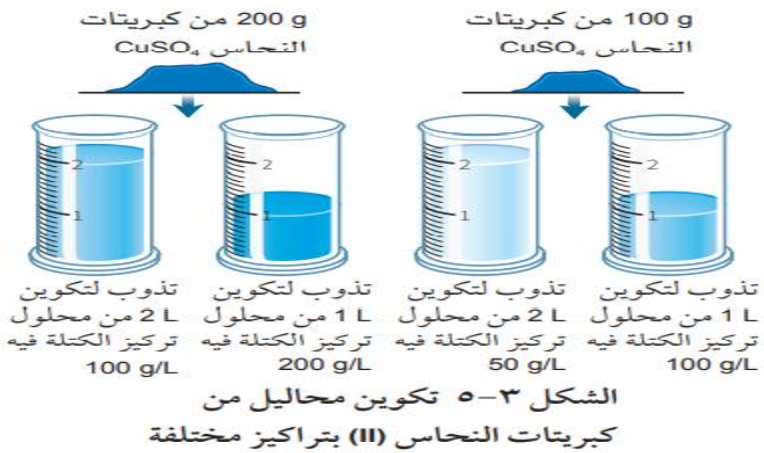 100 g من كبريتات
النحاس CuSO₄
200 g من كبريتات
النحاس CuSO₄
2
1
2
1
2
1
2
1
تذوب لتكوين
1 L من محلول
تركيز الكتلة فيه
100 g/L
تذوب لتكوين
2 L من محلول
تركيز الكتلة فيه
50 g/L
تذوب لتكوين
1 L من محلول
تركيز الكتلة فيه
200 g/L
تذوب لتكوين
2 L من محلول
تركيز الكتلة فيه
100 g/L
الشكل ٣-٥ تكوين محاليل من
كبريتات النحاس (II) بتراكيز مختلفة